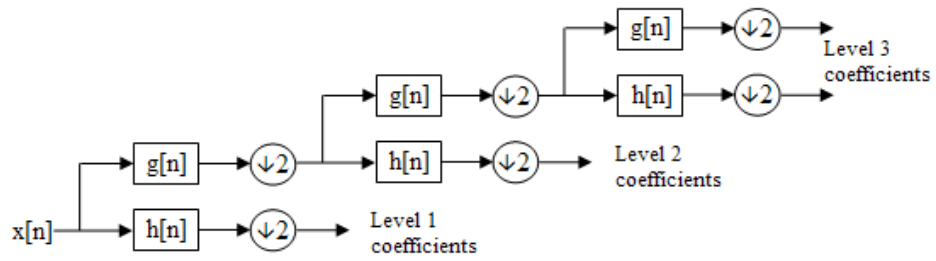 g[n] ↓2
Level 3
coefficients
g[n] ↓2 h[n] ↓2
g[n] ↓2 h[n] ↓2
Level 2
coefficients
x[n] h[n] ↓2
Level 1
coefficients